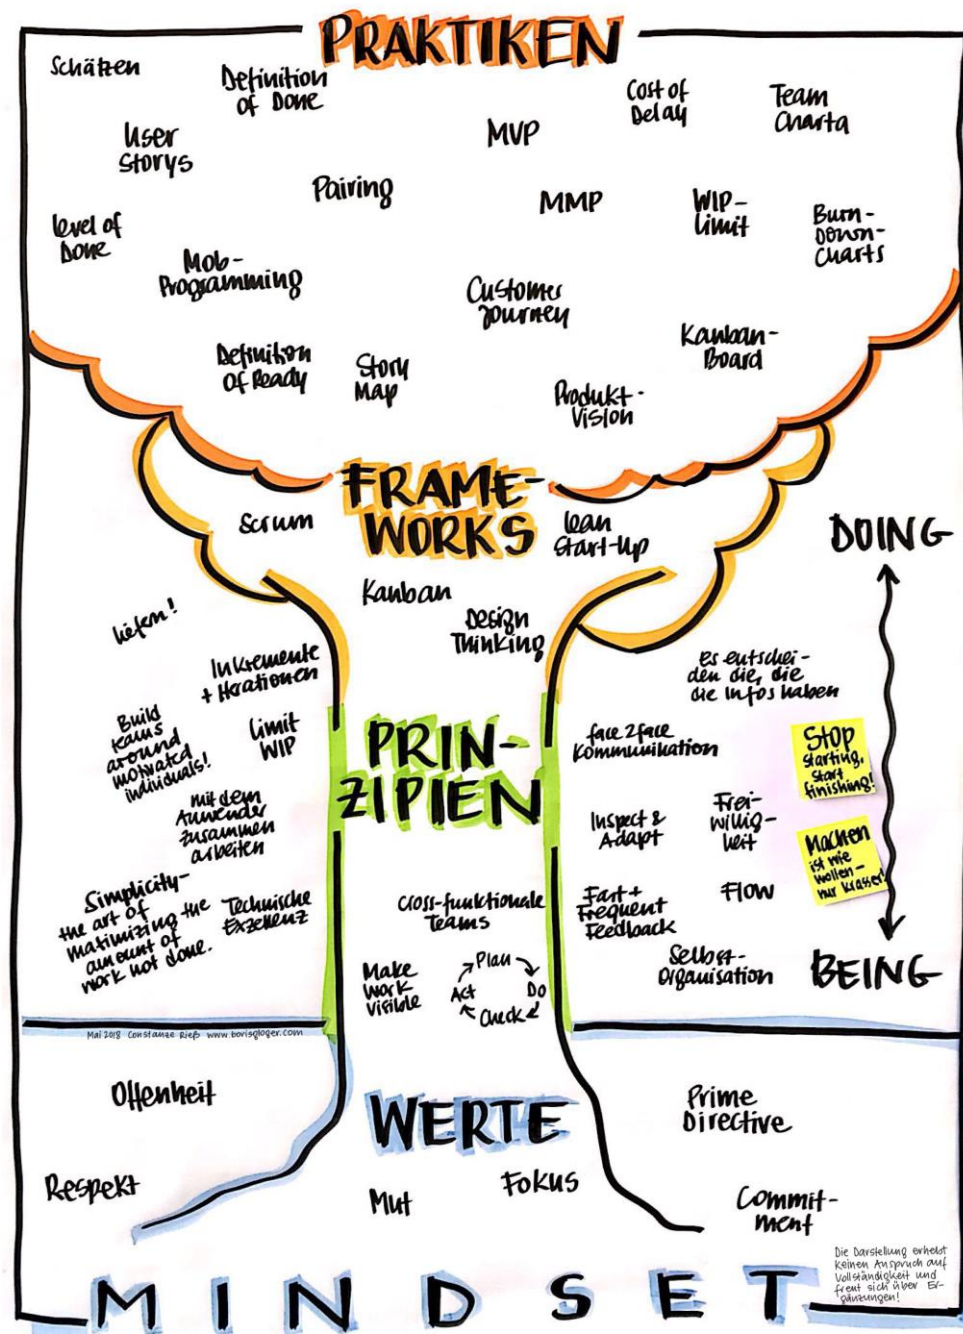 PRAKTIKEN
Schätzen
Definition
of Done
Cost of
Delay
Team
Charta
User
Storys
MVP
Pairing
MMP
WIP-
Limit
Burn-
Down-
Charts
Level of
Done
Mob-
Programming
Customer
Journey
Kanban-
Board
Definition
of Ready
Story
Map
Produkt-
Vision
FRAME-
WORKS
Scrum
Lean
Start-Up
Kanban
Design
Thinking
DOING
liefern!
Inkremente
+ Iterationen
Build
teams
around
motivated
individuals!
Limit
WIP
mit dem
Anwender
zusammen
arbeiten
Simplicity-
the art of
maximizing the
amount of
work not done.
Technische
Exzellenz
PRIN-
ZIPIEN
cross-funktionale
Teams
Make
Work
Visible
Plan
Do
Check
Act
es entschei-
den die, die
die Infos haben
face2face
Kommunikation
Stop
starting,
start
finishing!
Inspect &
Adapt
Frei-
willig-
keit
Machen
ist wie
wollen-
nur krasser!
Fast +
Frequent
Feedback
Flow
Selbst-
Organisation
BEING
Mai 2018 Constanze Rieß www.borisgloger.com
Offenheit
WERTE
Prime
Directive
Respekt
Mut
Fokus
Commit-
ment
Die Darstellung erhebt
keinen Anspruch auf
Vollständigkeit und
freut sich über Er-
gänzungen!
MINDSET